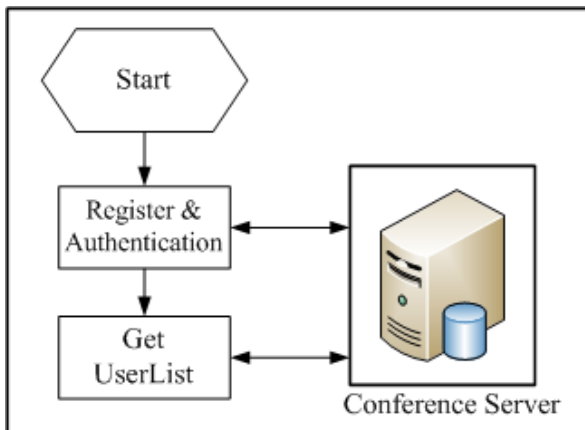 Start
Register &
Authentication
Get
UserList
Conference Server